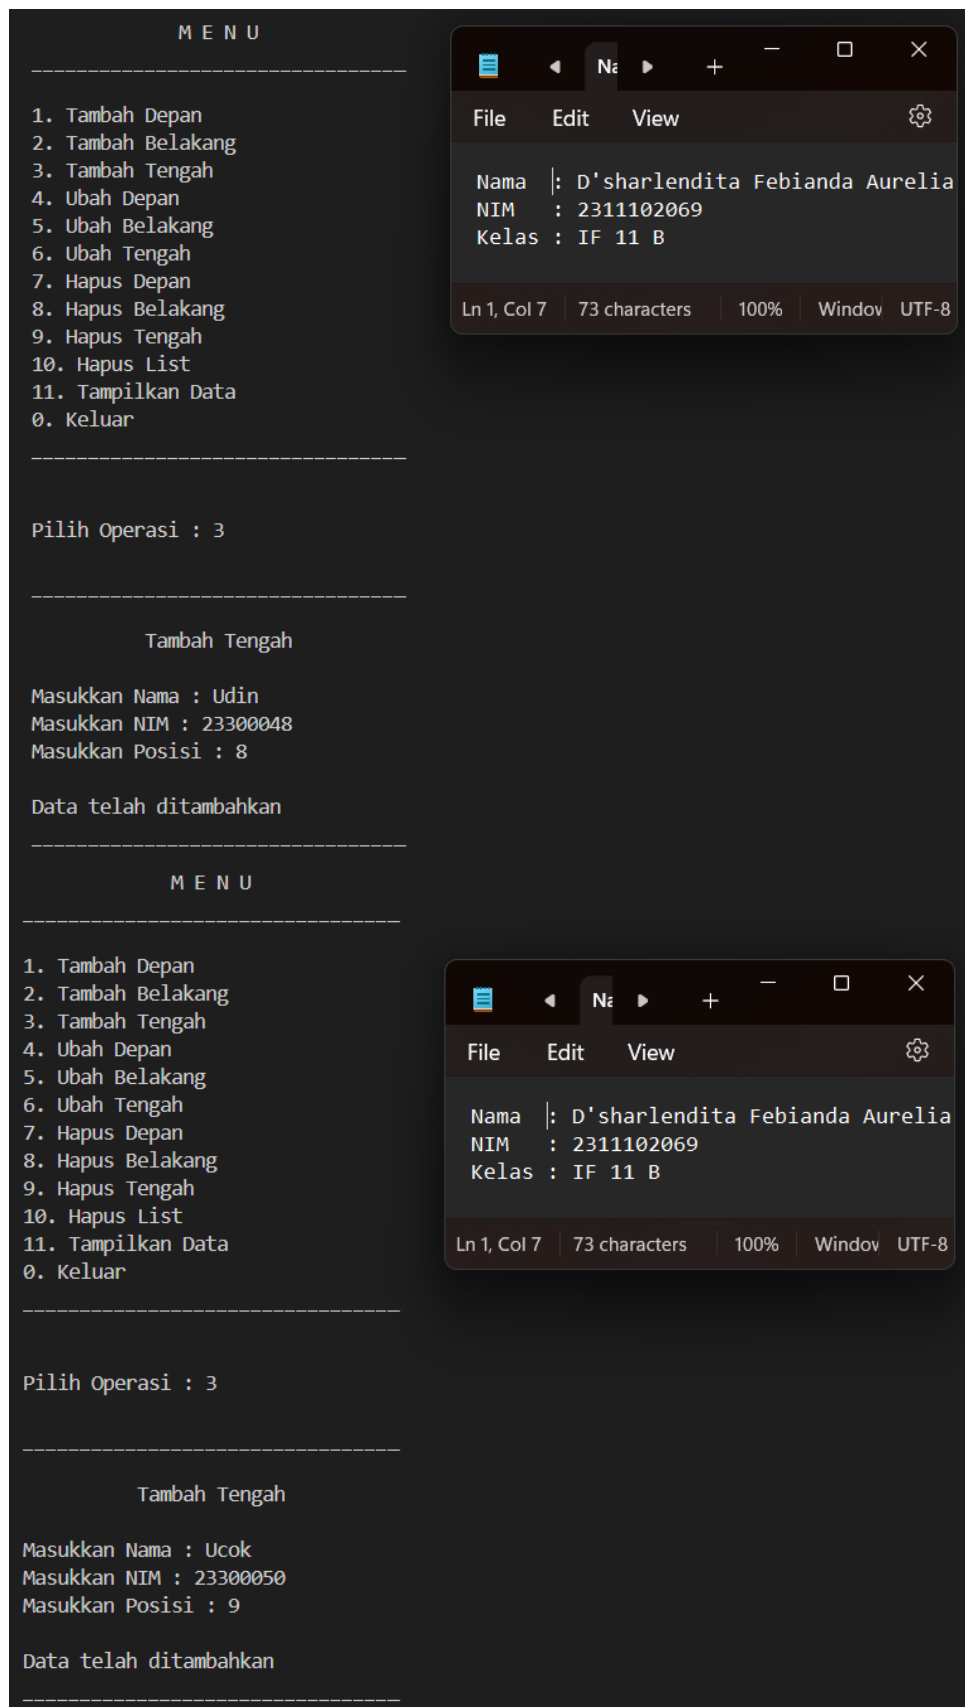 M E N U
1. Tambah Depan
2. Tambah Belakang
3. Tambah Tengah
4. Ubah Depan
5. Ubah Belakang
6. Ubah Tengah
7. Hapus Depan
8. Hapus Belakang
9. Hapus Tengah
10. Hapus List
11. Tampilkan Data
0. Keluar
Pilih Operasi : 3
Tambah Tengah
Masukkan Nama : Udin
Masukkan NIM : 23300048
Masukkan Posisi : 8
Data telah ditambahkan
Na
File Edit View
Nama : D'sharlendita Febianda Aurelia
NIM : 2311102069
Kelas : IF 11 B
Ln 1, Col 7 73 characters 100% Window UTF-8
M E N U
1. Tambah Depan
2. Tambah Belakang
3. Tambah Tengah
4. Ubah Depan
5. Ubah Belakang
6. Ubah Tengah
7. Hapus Depan
8. Hapus Belakang
9. Hapus Tengah
10. Hapus List
11. Tampilkan Data
0. Keluar
Pilih Operasi : 3
Tambah Tengah
Masukkan Nama : Ucok
Masukkan NIM : 23300050
Masukkan Posisi : 9
Data telah ditambahkan
Na
File Edit View
Nama : D'sharlendita Febianda Aurelia
NIM : 2311102069
Kelas : IF 11 B
Ln 1, Col 7 73 characters 100% Window UTF-8